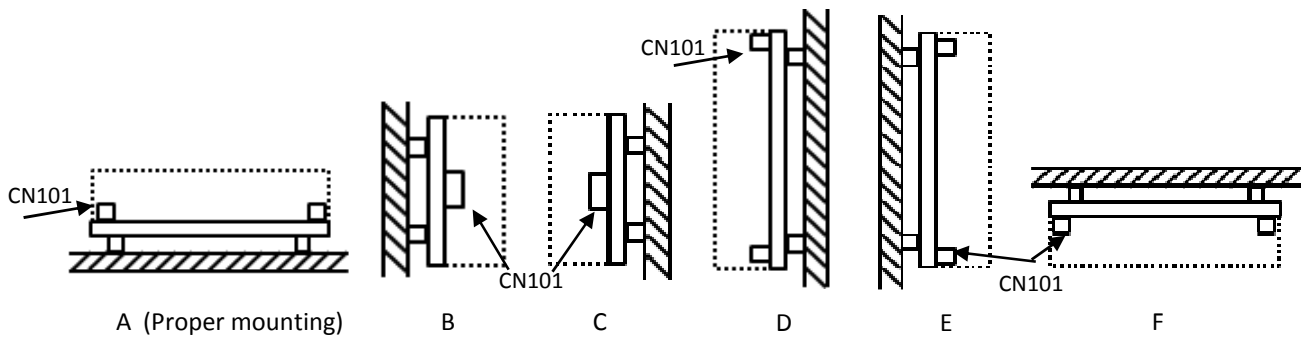 CN101
CN101
CN101
CN101
A (Proper mounting)
B
C
D
E
F